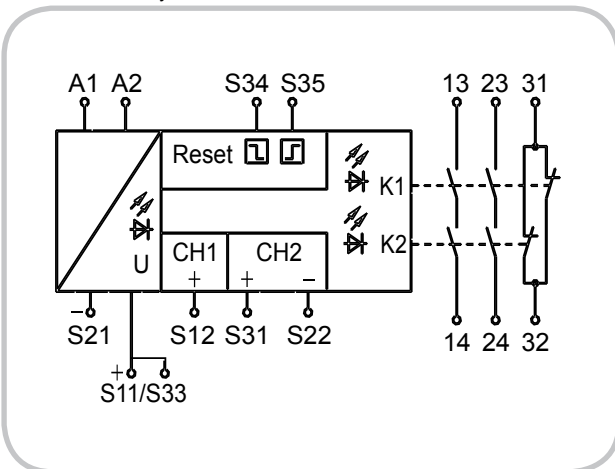 A1 A2 S34 S35 13 23 31
Reset
K1
K2
U
CH1 CH2
+ + −
− S21 S12 S31 S22 14 24 32
+ S11/S33